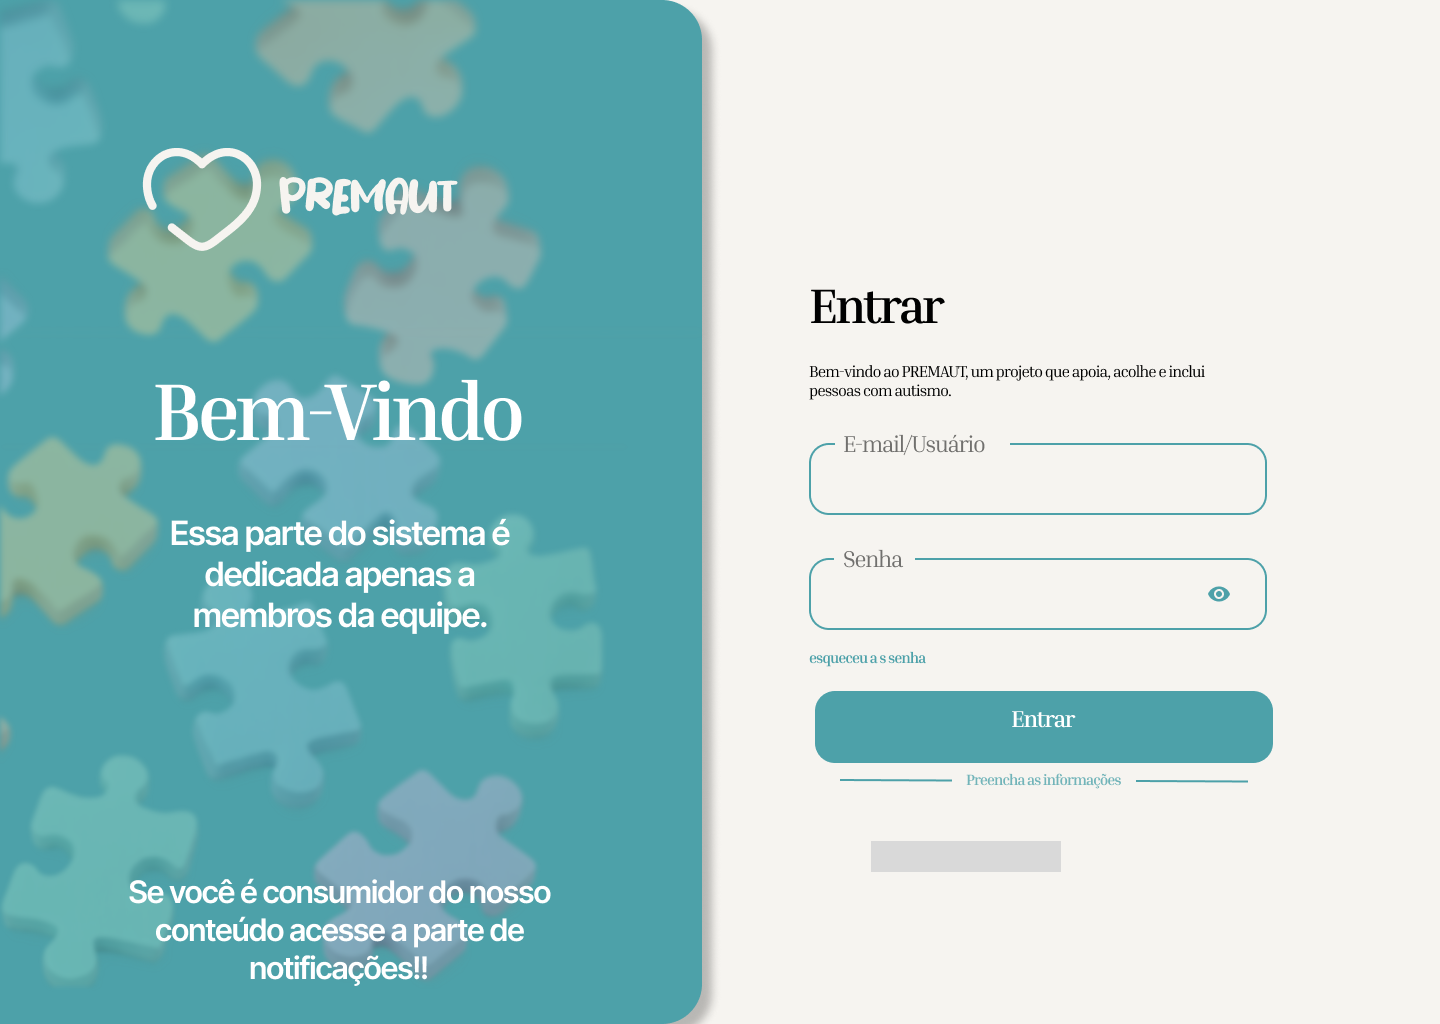 PREMAUT
Bem-Vindo
Essa parte do sistema é
dedicada apenas a
membros da equipe.
Se você é consumidor do nosso
conteúdo acesse a parte de
notificações!!
Entrar
Bem-vindo ao PREMAUT, um projeto que apoia, acolhe e inclui
pessoas com autismo.
E-mail/Usuário
Senha
esqueceu a s senha
Entrar
Preencha as informações